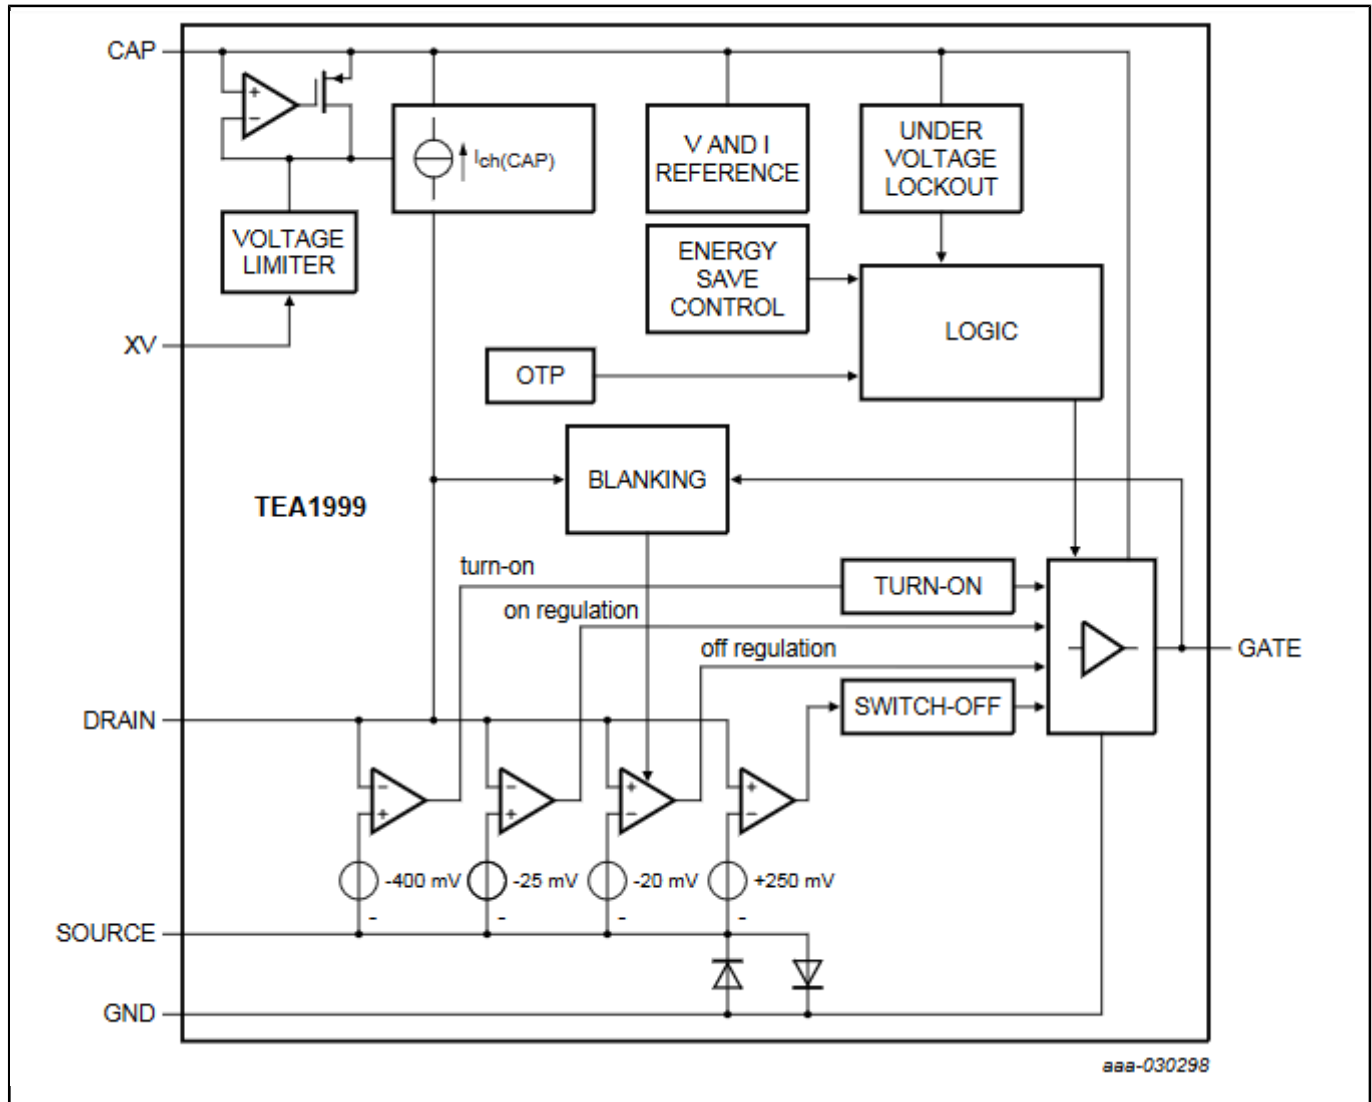 CAP
+
−
Ich(CAP)
V AND I
REFERENCE
UNDER
VOLTAGE
LOCKOUT
VOLTAGE
LIMITER
ENERGY
SAVE
CONTROL
LOGIC
XV
OTP
BLANKING
TEA1999
turn-on
TURN-ON
on regulation
off regulation
GATE
SWITCH-OFF
DRAIN
− − + +
+ + − −
-400 mV -25 mV -20 mV +250 mV
- - - -
SOURCE
GND
aaa-030298